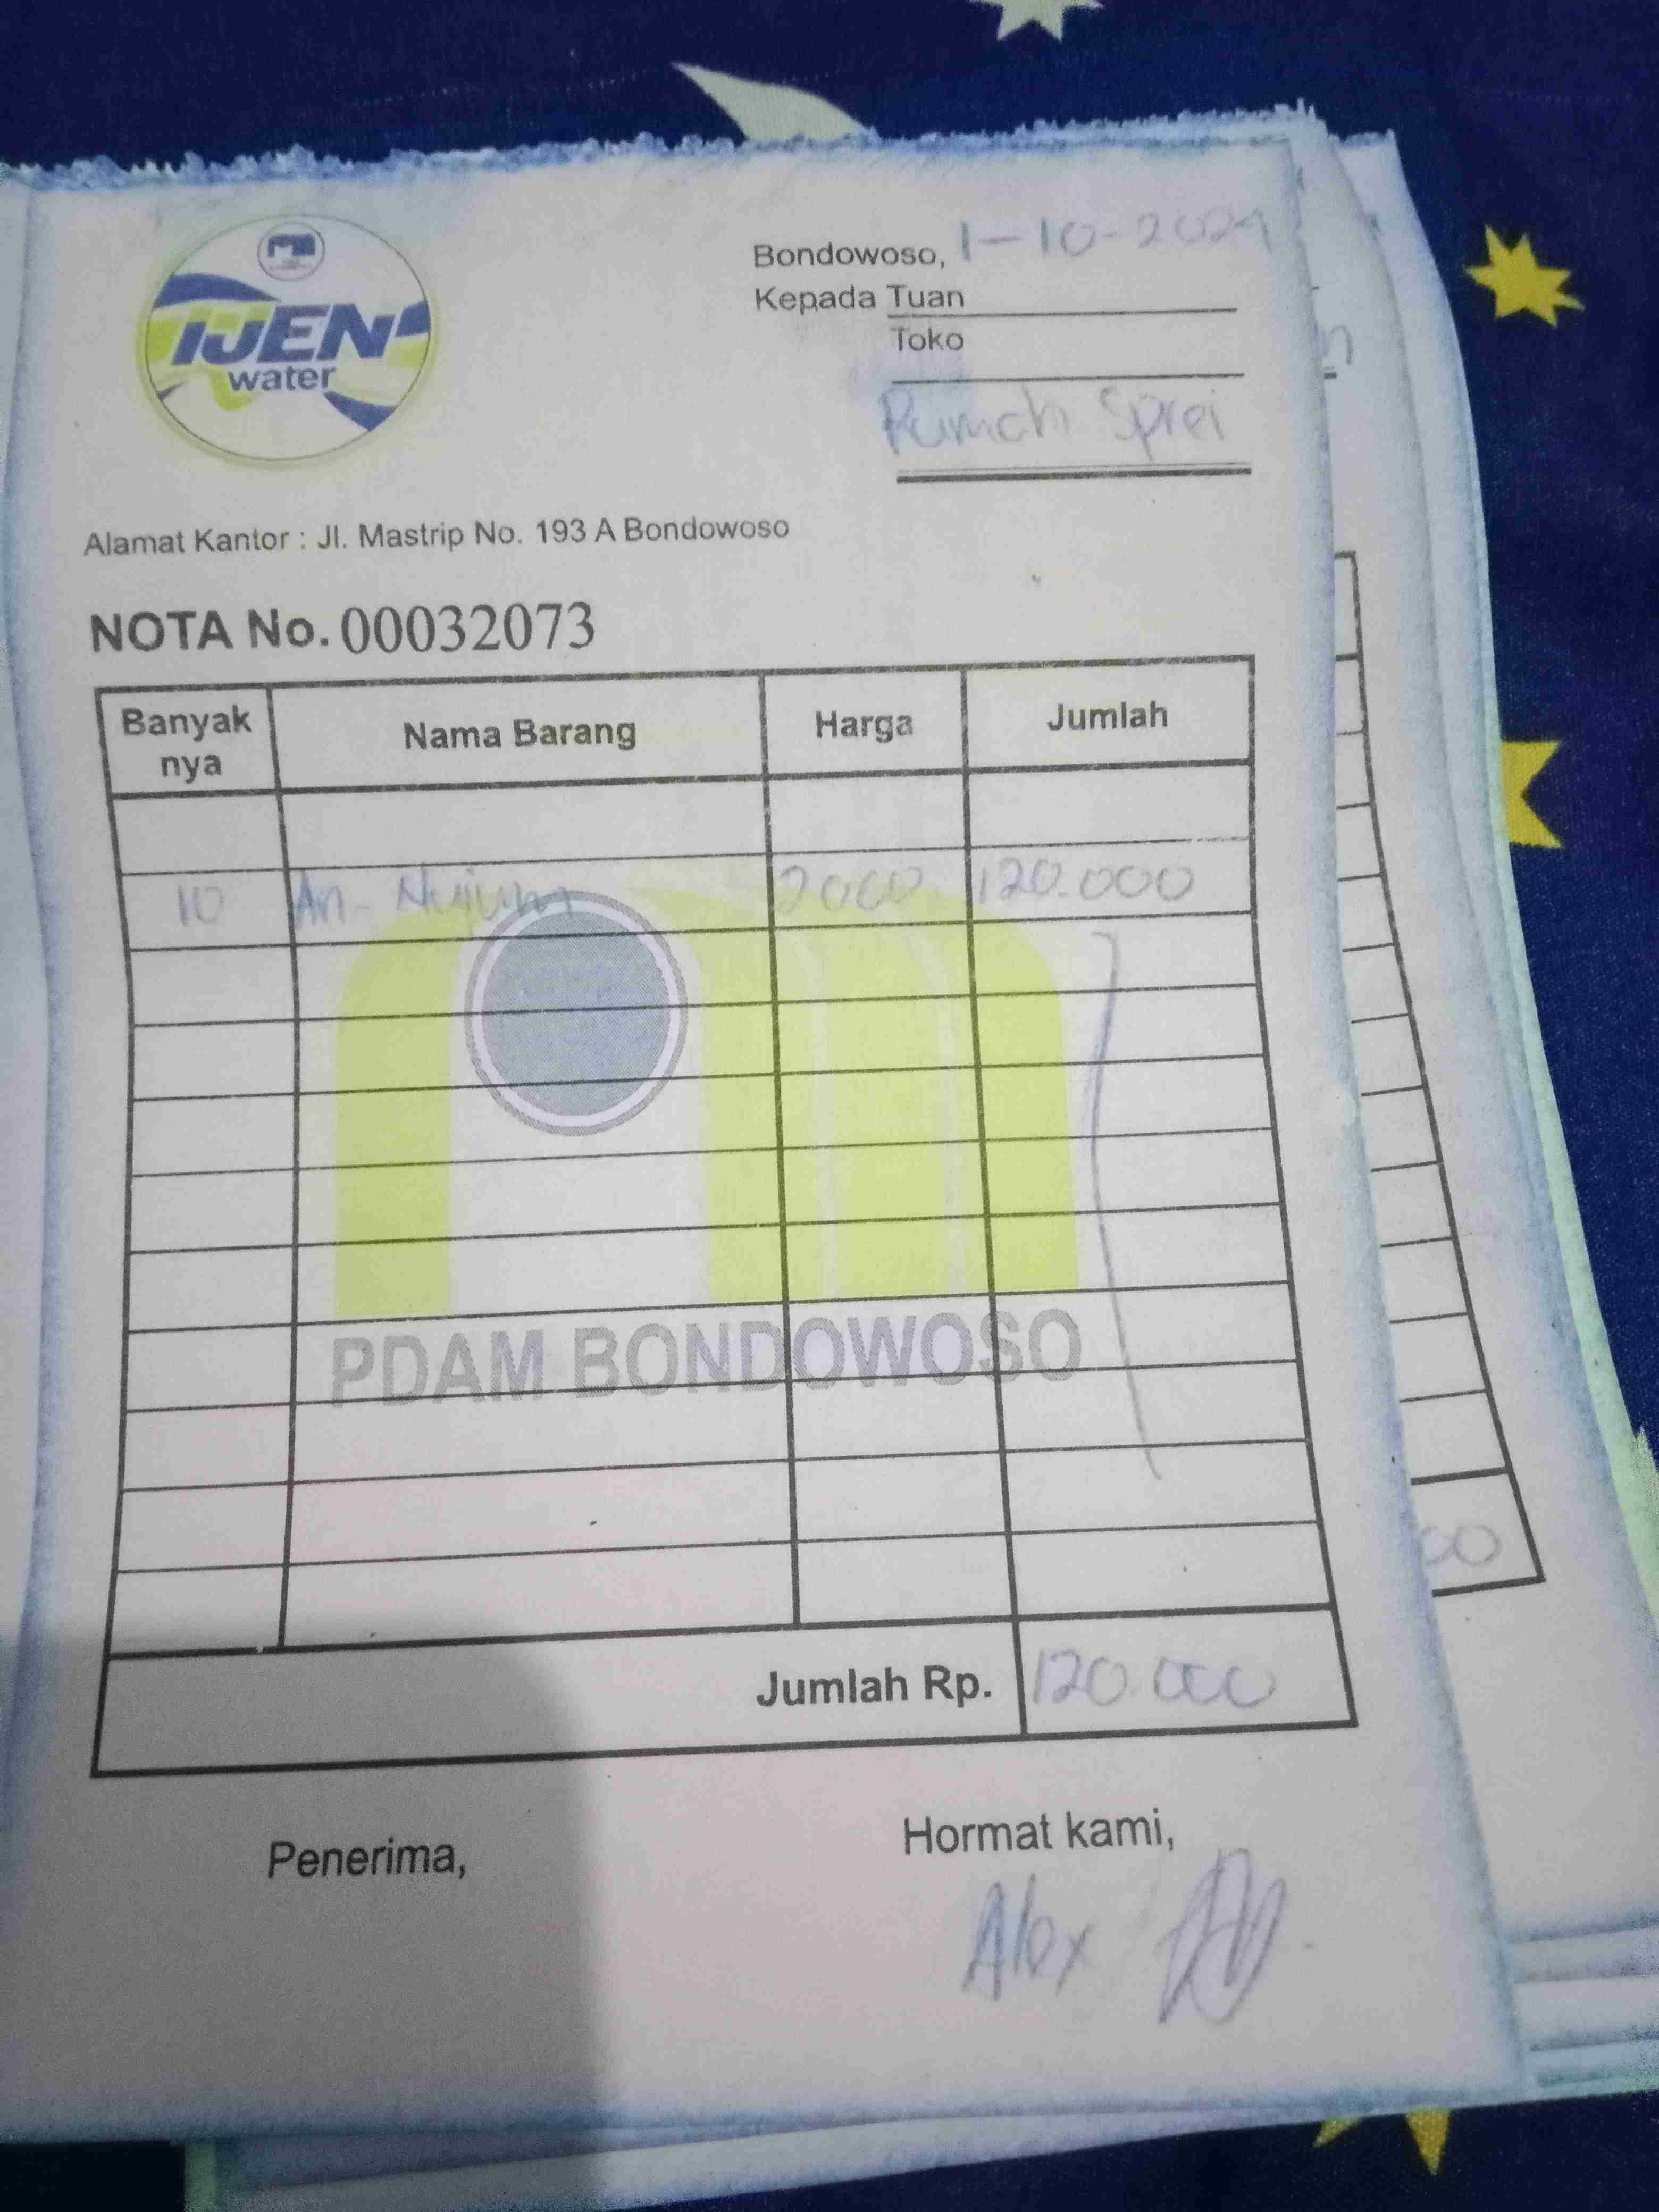 IJEN
water
Bondowoso, 1-10-2024
Kepada Tuan
Toko
Rumah Sprei
Alamat Kantor : Jl. Mastrip No. 193 A Bondowoso
NOTA No. 00032073
Banyak nya Nama Barang Harga Jumlah
10 An-Nujum 2000 120.000
PDAM BONDOWOSO
Jumlah Rp. 120.000
Penerima, Hormat kami,
Alex